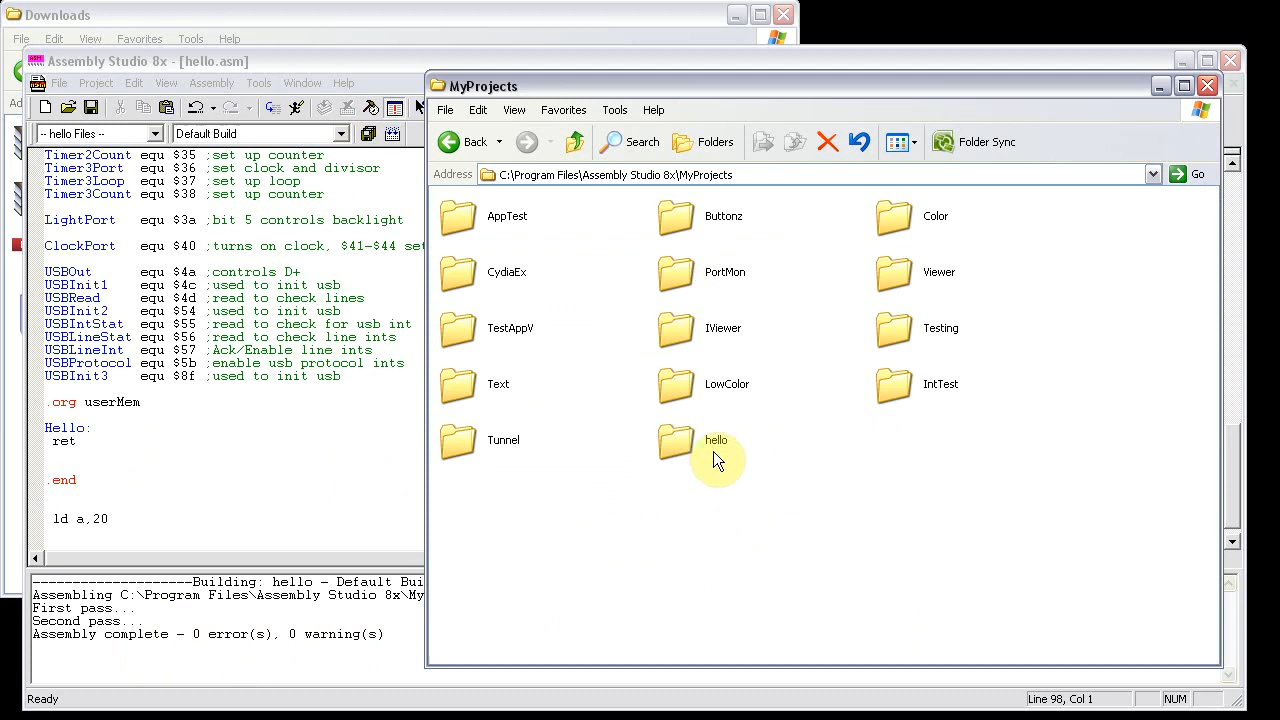 Downloads
File Edit View Favorites Tools Help
Assembly Studio 8x - [hello.asm]
File Project Edit View Assembly Tools Window Help
-- hello Files -- Default Build
Timer2Count equ $35 ;set up counter
Timer3Port equ $36 ;set clock and divisor
Timer3Loop equ $37 ;set up loop
Timer3Count equ $38 ;set up counter
LightPort equ $3a ;bit 5 controls backlight
ClockPort equ $40 ;turns on clock, $41-$44 set
USBOut equ $4a ;controls D+
USBInit1 equ $4c ;used to init usb
USBRead equ $4d ;read to check lines
USBInit2 equ $54 ;used to init usb
USBIntStat equ $55 ;read to check for usb int
USBLineStat equ $56 ;read to check line ints
USBLineInt equ $57 ;Ack/Enable line ints
USBProtocol equ $5b ;enable usb protocol ints
USBInit3 equ $8f ;used to init usb
.org userMem
Hello:
ret
.end
ld a,20
--------------------Building: hello - Default Bui
Assembling C:\Program Files\Assembly Studio 8x\My
First pass...
Second pass...
Assembly complete - 0 error(s), 0 warning(s)
Ready
Line 98, Col 1
NUM
MyProjects
File Edit View Favorites Tools Help
Back Search Folders Folder Sync
Address C:\Program Files\Assembly Studio 8x\MyProjects Go
AppTest Buttonz Color
CydiaEx PortMon Viewer
TestAppV IViewer Testing
Text LowColor IntTest
Tunnel hello